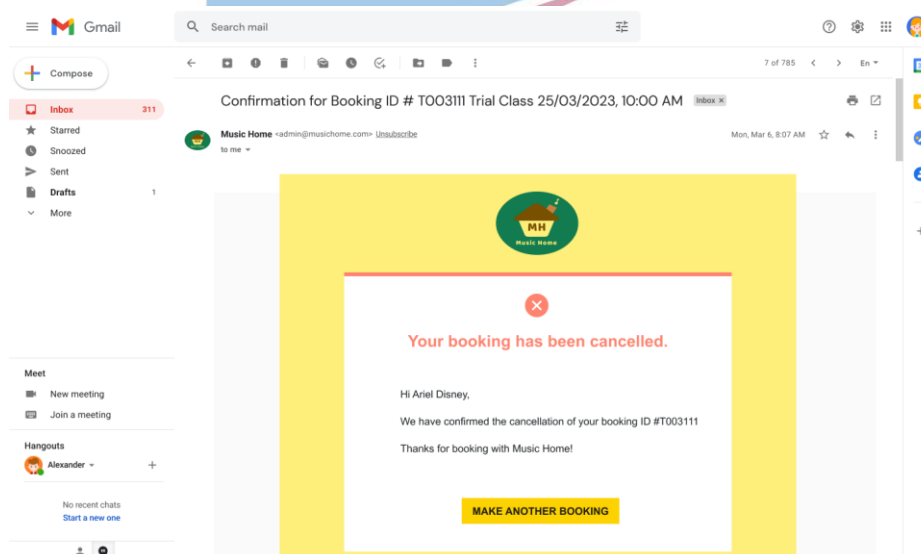 Gmail
Search mail
Compose
7 of 785
En
Inbox 311
Starred
Snoozed
Sent
Drafts 1
More
Confirmation for Booking ID # T003111 Trial Class 25/03/2023, 10:00 AM Inbox ×
Music Home <admin@musichome.com> Unsubscribe
Mon, Mar 6, 8:07 AM
to me
MH
Music Home
Your booking has been cancelled.
Hi Ariel Disney,
We have confirmed the cancellation of your booking ID #T003111
Thanks for booking with Music Home!
MAKE ANOTHER BOOKING
Meet
New meeting
Join a meeting
Hangouts
Alexander
No recent chats
Start a new one